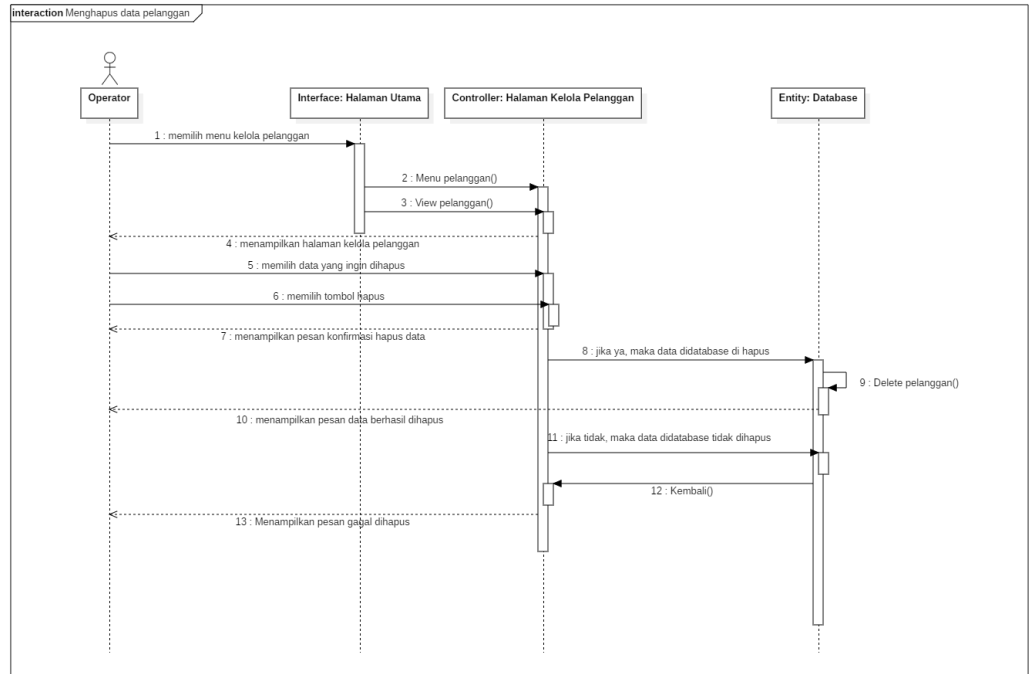 interaction Menghapus data pelanggan
Operator
Interface: Halaman Utama
Controller: Halaman Kelola Pelanggan
Entity: Database
1 : memilih menu kelola pelanggan
2 : Menu pelanggan()
3 : View pelanggan()
4 : menampilkan halaman kelola pelanggan
5 : memilih data yang ingin dihapus
6 : memilih tombol hapus
7 : menampilkan pesan konfirmasi hapus data
8 : jika ya, maka data didatabase di hapus
9 : Delete pelanggan()
10 : menampilkan pesan data berhasil dihapus
11 : jika tidak, maka data didatabase tidak dihapus
12 : Kembali()
13 : Menampilkan pesan gagal dihapus